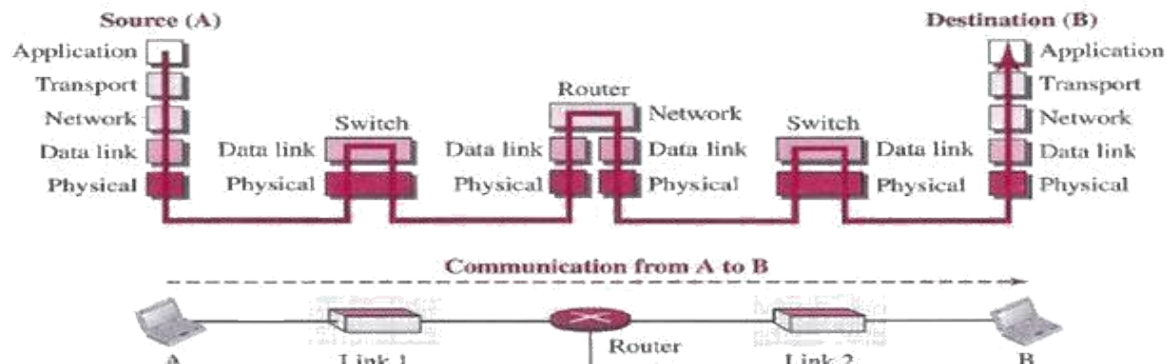 Source (A)
Destination (B)
Application
Transport
Network
Data link
Physical
Switch
Data link
Physical
Router
Network
Data link
Data link
Physical
Physical
Switch
Data link
Physical
Application
Transport
Network
Data link
Physical
Communication from A to B
A
Link 1
Router
Link 2
B